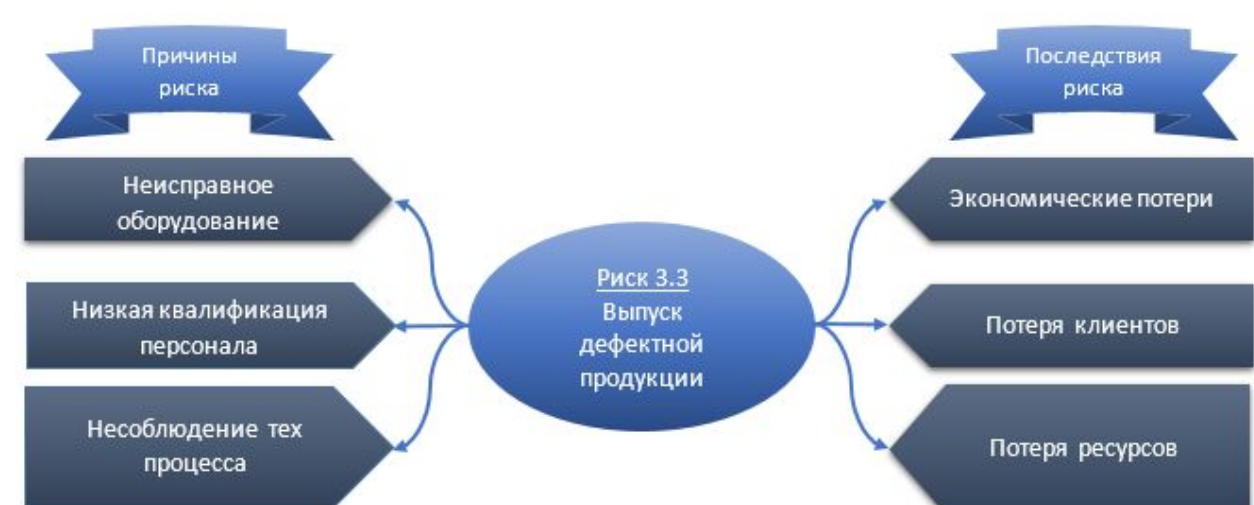 Причины
риска
Последствия
риска
Неисправное
оборудование
Экономические потери
Риск 3.3
Выпуск
дефектной
продукции
Низкая квалификация
персонала
Потеря клиентов
Несоблюдение тех
процесса
Потеря ресурсов